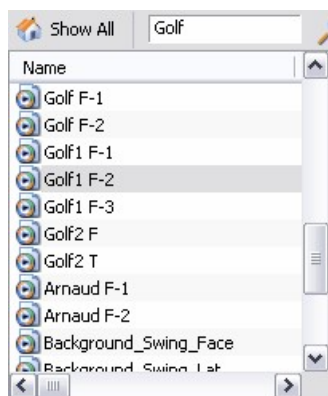 Show All Golf
Name
Golf F-1
Golf F-2
Golf1 F-1
Golf1 F-2
Golf1 F-3
Golf2 F
Golf2 T
Arnaud F-1
Arnaud F-2
Background_Swing_Face
Background_Swing_Lat